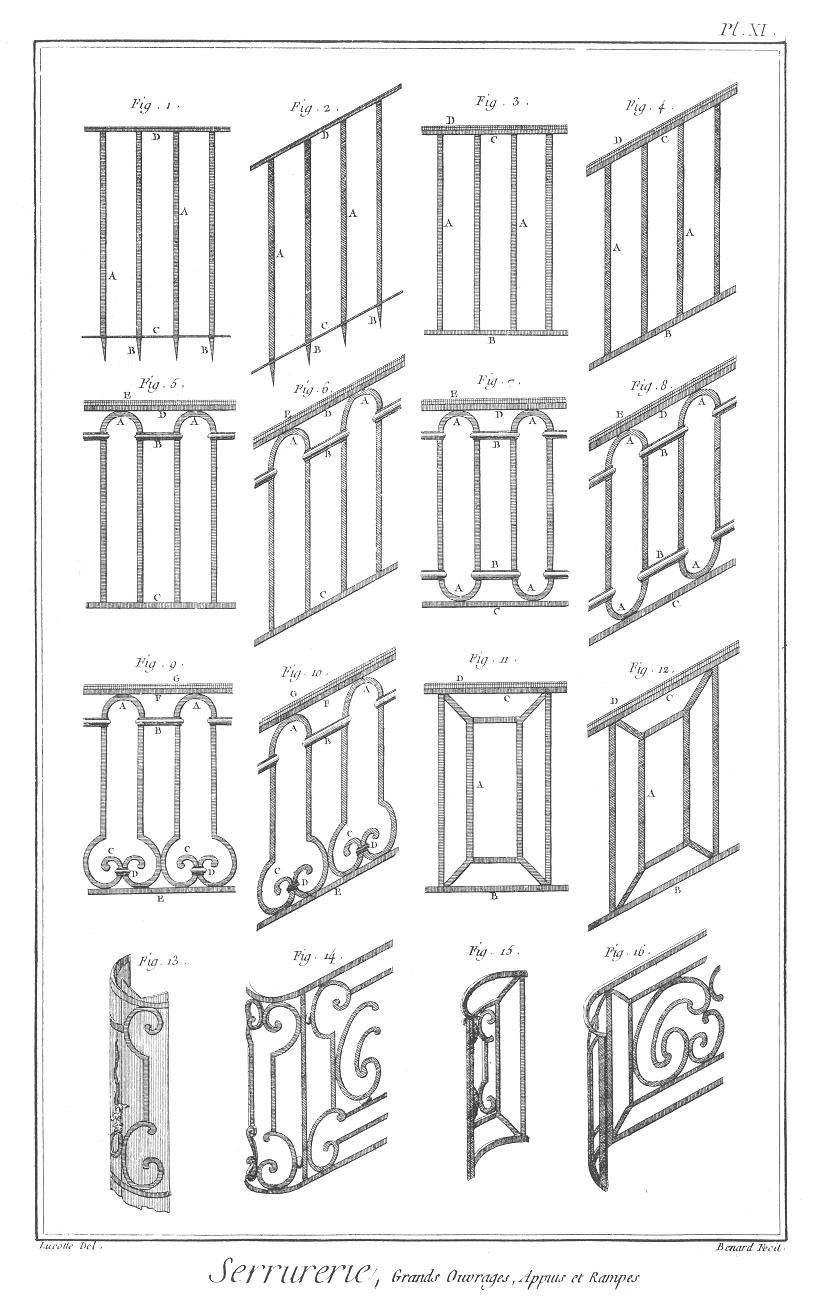 Pl. XI.
Fig. 1. Fig. 2. Fig. 3. Fig. 4.
D D D C D C
A A A A A A A A
C B B C B B B B
Fig. 5. Fig. 6. Fig. 7. Fig. 8.
E D E D E D E D
A A A A A A A A
B B B B
B B
A A A A
C C C C
Fig. 9. Fig. 10. Fig. 11. Fig. 12.
G F G F D C D C
A A A A
B B
A A
C D C D C D C D
E E B B
Fig. 13. Fig. 14. Fig. 15. Fig. 16.
Lucotte Del. Benard Fecit.
Serrurerie, Grands Ouvrages, Appuis et Rampes